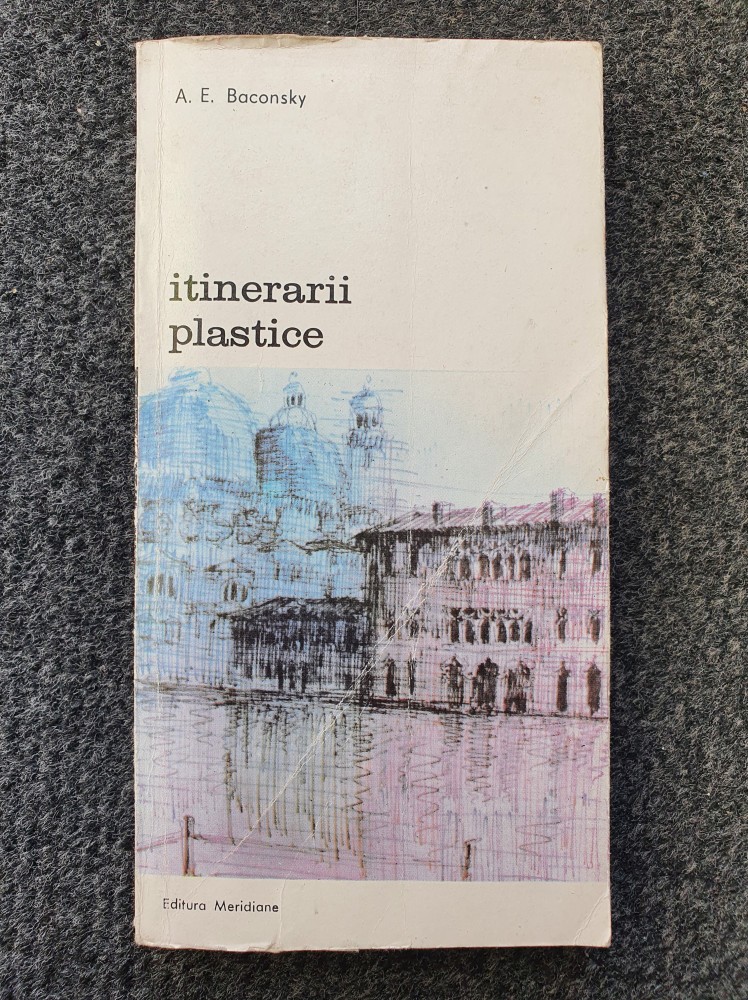 A. E. Baconsky
itinerarii
plastice
Editura Meridiane